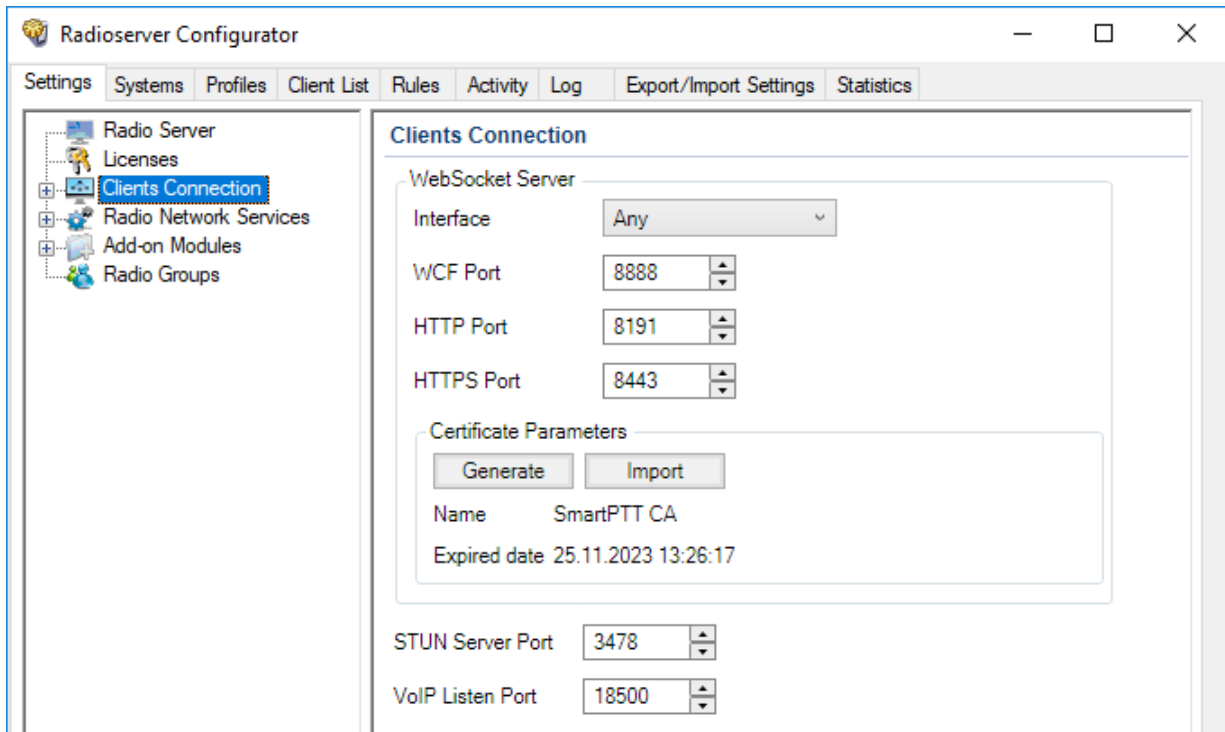 Radioserver Configurator
Settings Systems Profiles Client List Rules Activity Log Export/Import Settings Statistics
Radio Server
Licenses
Clients Connection
Radio Network Services
Add-on Modules
Radio Groups
Clients Connection
WebSocket Server
Interface Any
WCF Port 8888
HTTP Port 8191
HTTPS Port 8443
Certificate Parameters
Generate Import
Name SmartPTT CA
Expired date 25.11.2023 13:26:17
STUN Server Port 3478
VoIP Listen Port 18500